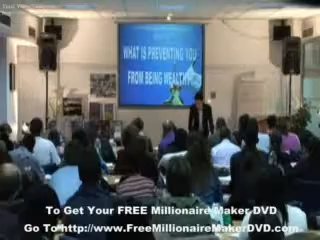 WHAT IS PREVENTING YOU
FROM BEING WEALTHY
To Get Your FREE Millionaire Maker DVD
Go To http://www.FreeMillionaireMakerDVD.com